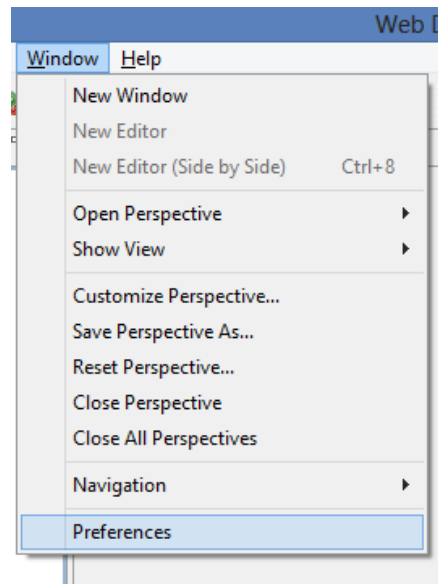 Web D
Window Help
New Window
New Editor
New Editor (Side by Side) Ctrl+8
Open Perspective
Show View
Customize Perspective...
Save Perspective As...
Reset Perspective...
Close Perspective
Close All Perspectives
Navigation
Preferences